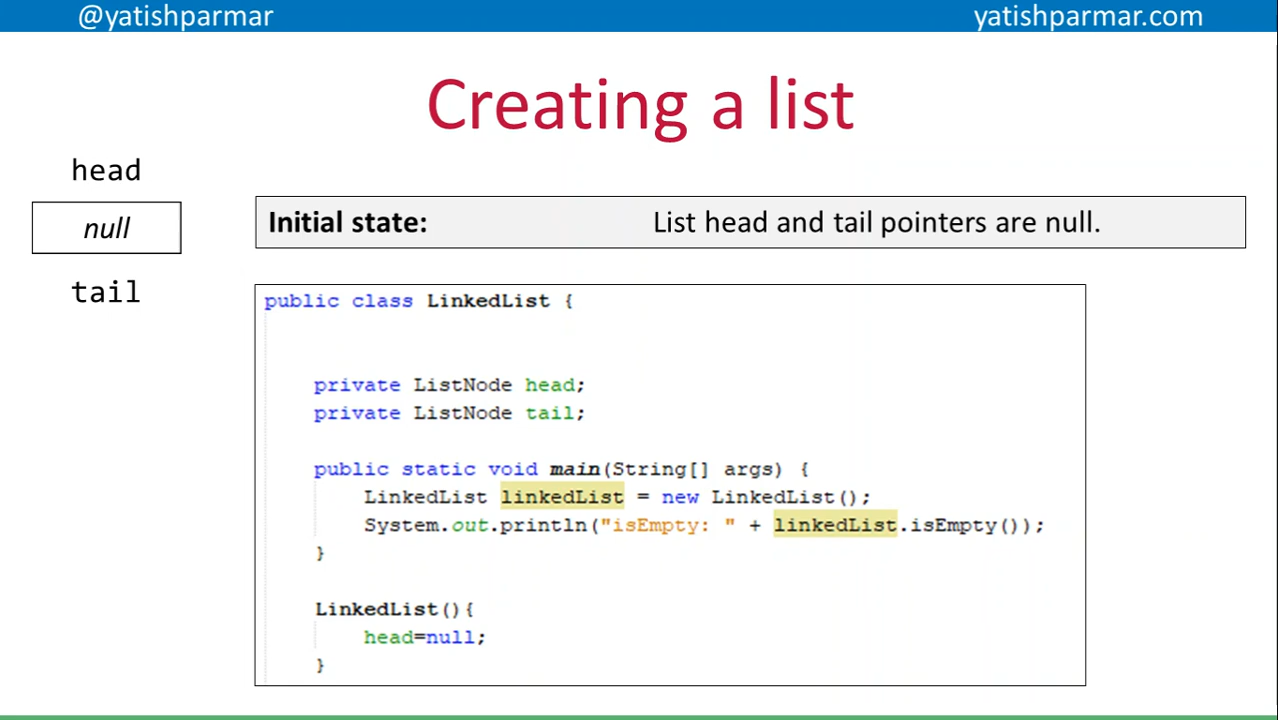 @yatishparmar
yatishparmar.com
Creating a list
head
null
tail
Initial state: List head and tail pointers are null.
public class LinkedList {
private ListNode head;
private ListNode tail;
public static void main(String[] args) {
LinkedList linkedList = new LinkedList();
System.out.println("isEmpty: " + linkedList.isEmpty());
}
LinkedList(){
head=null;
}